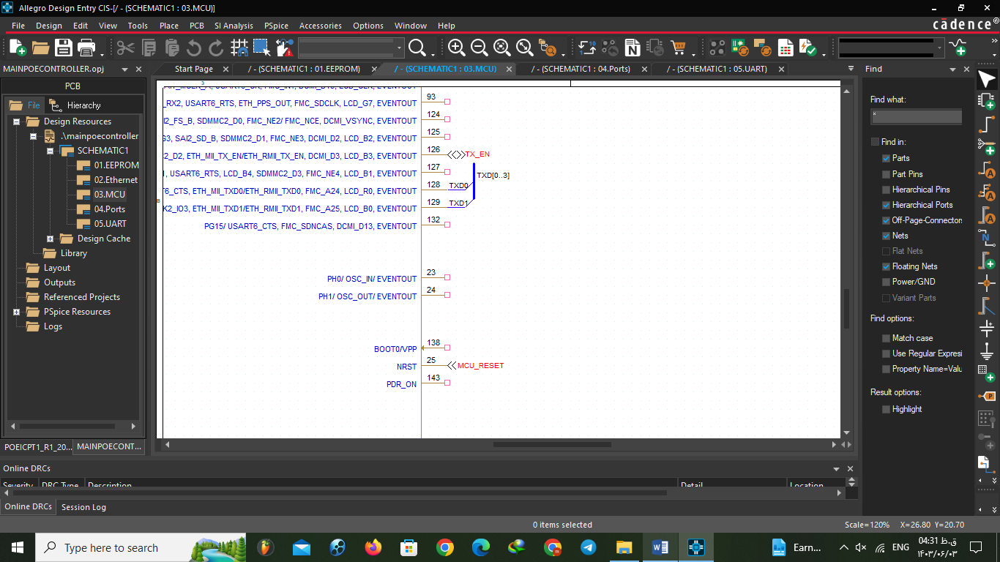 Allegro Design Entry CIS-[/ - (SCHEMATIC1 : 03.MCU)]
File Design Edit View Tools Place PCB SI Analysis PSpice Accessories Options Window Help
cadence®
MAINPOECONTROLLER.opj
Start Page
/ - (SCHEMATIC1 : 01.EEPROM)
/ - (SCHEMATIC1 : 03.MCU)
/ - (SCHEMATIC1 : 04.Ports)
/ - (SCHEMATIC1 : 05.UART)
PCB
File Hierarchy
Design Resources
.\mainpoecontroller
SCHEMATIC1
01.EEPROM
02.Ethernet
03.MCU
04.Ports
05.UART
Design Cache
Library
Layout
Outputs
Referenced Projects
PSpice Resources
Logs
POEICPT1_R1_20... MAINPOECONT...
3
B
_RX2, USART6_RTS, ETH_PPS_OUT, FMC_SDCLK, LCD_G7, EVENTOUT 93
I2_FS_B, SDMMC2_D0, FMC_NE2/ FMC_NCE, DCMI_VSYNC, EVENTOUT 124
G3, SAI2_SD_B, SDMMC2_D1, FMC_NE3, DCMI_D2, LCD_B2, EVENTOUT 125
2_D2, ETH_MII_TX_EN/ETH_RMII_TX_EN, DCMI_D3, LCD_B3, EVENTOUT 126 TX_EN
1, USART6_RTS, LCD_B4, SDMMC2_D3, FMC_NE4, LCD_B1, EVENTOUT 127
TXD[0..3]
T6_CTS, ETH_MII_TXD0/ETH_RMII_TXD0, FMC_A24, LCD_R0, EVENTOUT 128 TXD0
K2_IO3, ETH_MII_TXD1/ETH_RMII_TXD1, FMC_A25, LCD_B0, EVENTOUT 129 TXD1
PG15/ USART6_CTS, FMC_SDNCAS, DCMI_D13, EVENTOUT 132
PH0/ OSC_IN/ EVENTOUT 23
PH1/ OSC_OUT/ EVENTOUT 24
BOOT0/VPP 138
NRST 25 MCU_RESET
PDR_ON 143
Find
Find what:
*
Find in:
Parts
Part Pins
Hierarchical Pins
Hierarchical Ports
Off-Page-Connectors
Nets
Flat Nets
Floating Nets
Power/GND
Variant Parts
Find options:
Match case
Use Regular Expressi
Property Name=Valu
Result options:
Highlight
Online DRCs
Severity DRC Type Description Detail Location
Online DRCs Session Log
0 items selected
Scale=120% X=26.80 Y=20.70
Type here to search
Earn...
ENG
04:31 ق.ظ
۱۴۰۳/۰۶/۰۳